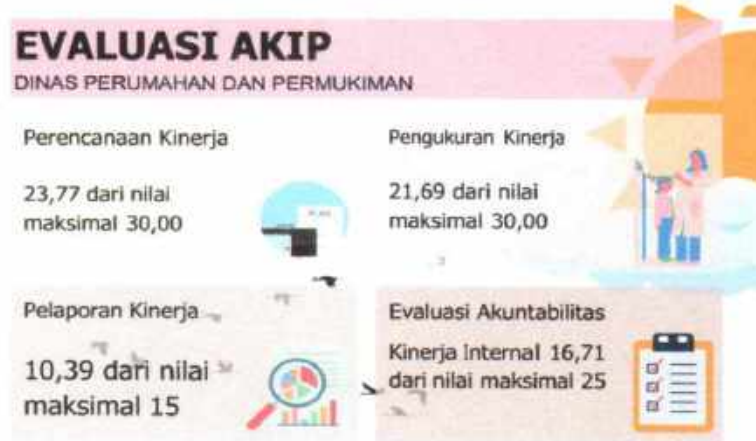 EVALUASI AKIP
DINAS PERUMAHAN DAN PERMUKIMAN
Perencanaan Kinerja
23,77 dari nilai
maksimal 30,00
Pengukuran Kinerja
21,69 dari nilai
maksimal 30,00
Pelaporan Kinerja
10,39 dari nilai
maksimal 15
Evaluasi Akuntabilitas
Kinerja Internal 16,71
dari nilai maksimal 25